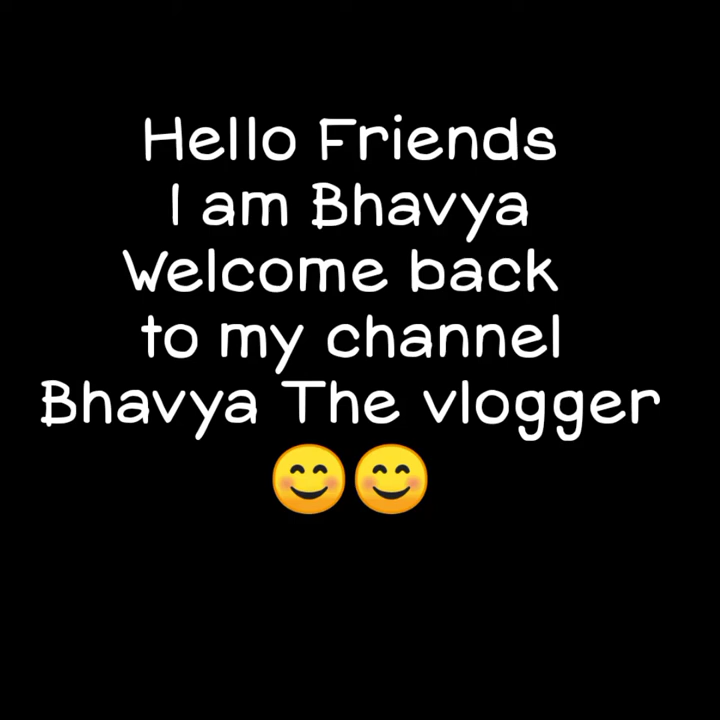 Hello Friends
I am Bhavya
Welcome back
to my channel
Bhavya The vlogger
😊😊